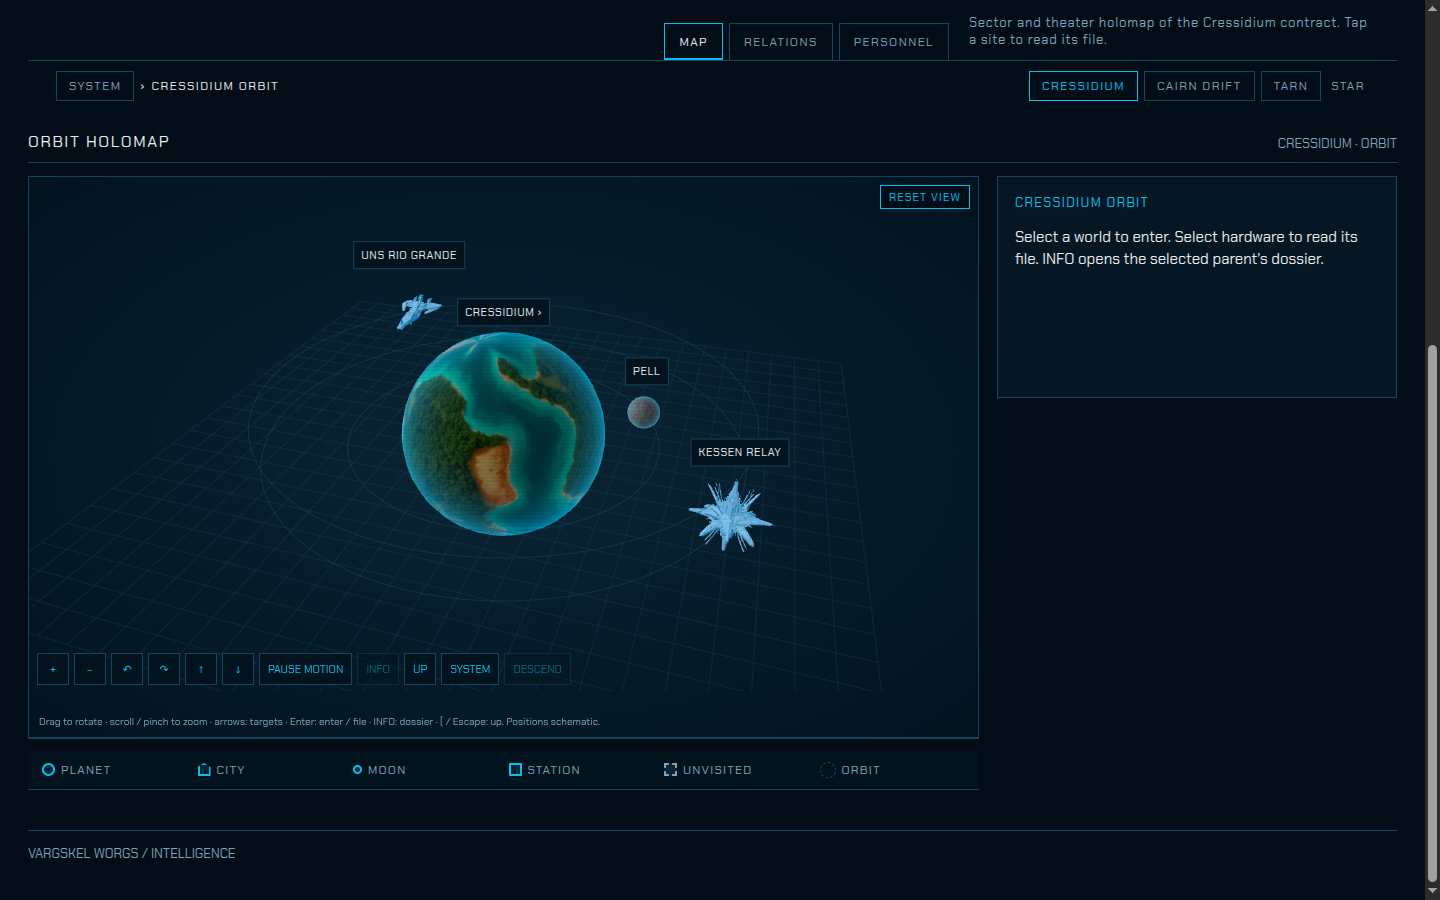 MAP
RELATIONS
PERSONNEL
Sector and theater holomap of the Cressidium contract. Tap
a site to read its file.
SYSTEM
› CRESSIDIUM ORBIT
CRESSIDIUM
CAIRN DRIFT
TARN
STAR
ORBIT HOLOMAP
CRESSIDIUM · ORBIT
RESET VIEW
UNS RIO GRANDE
CRESSIDIUM ›
PELL
KESSEN RELAY
CRESSIDIUM ORBIT
Select a world to enter. Select hardware to read its
file. INFO opens the selected parent's dossier.
+
−
↶
↷
↑
↓
PAUSE MOTION
INFO
UP
SYSTEM
DESCEND
Drag to rotate · scroll / pinch to zoom · arrows: targets · Enter: enter / file · INFO: dossier · [ / Escape: up. Positions schematic.
PLANET
CITY
MOON
STATION
UNVISITED
ORBIT
VARGSKEL WORGS / INTELLIGENCE